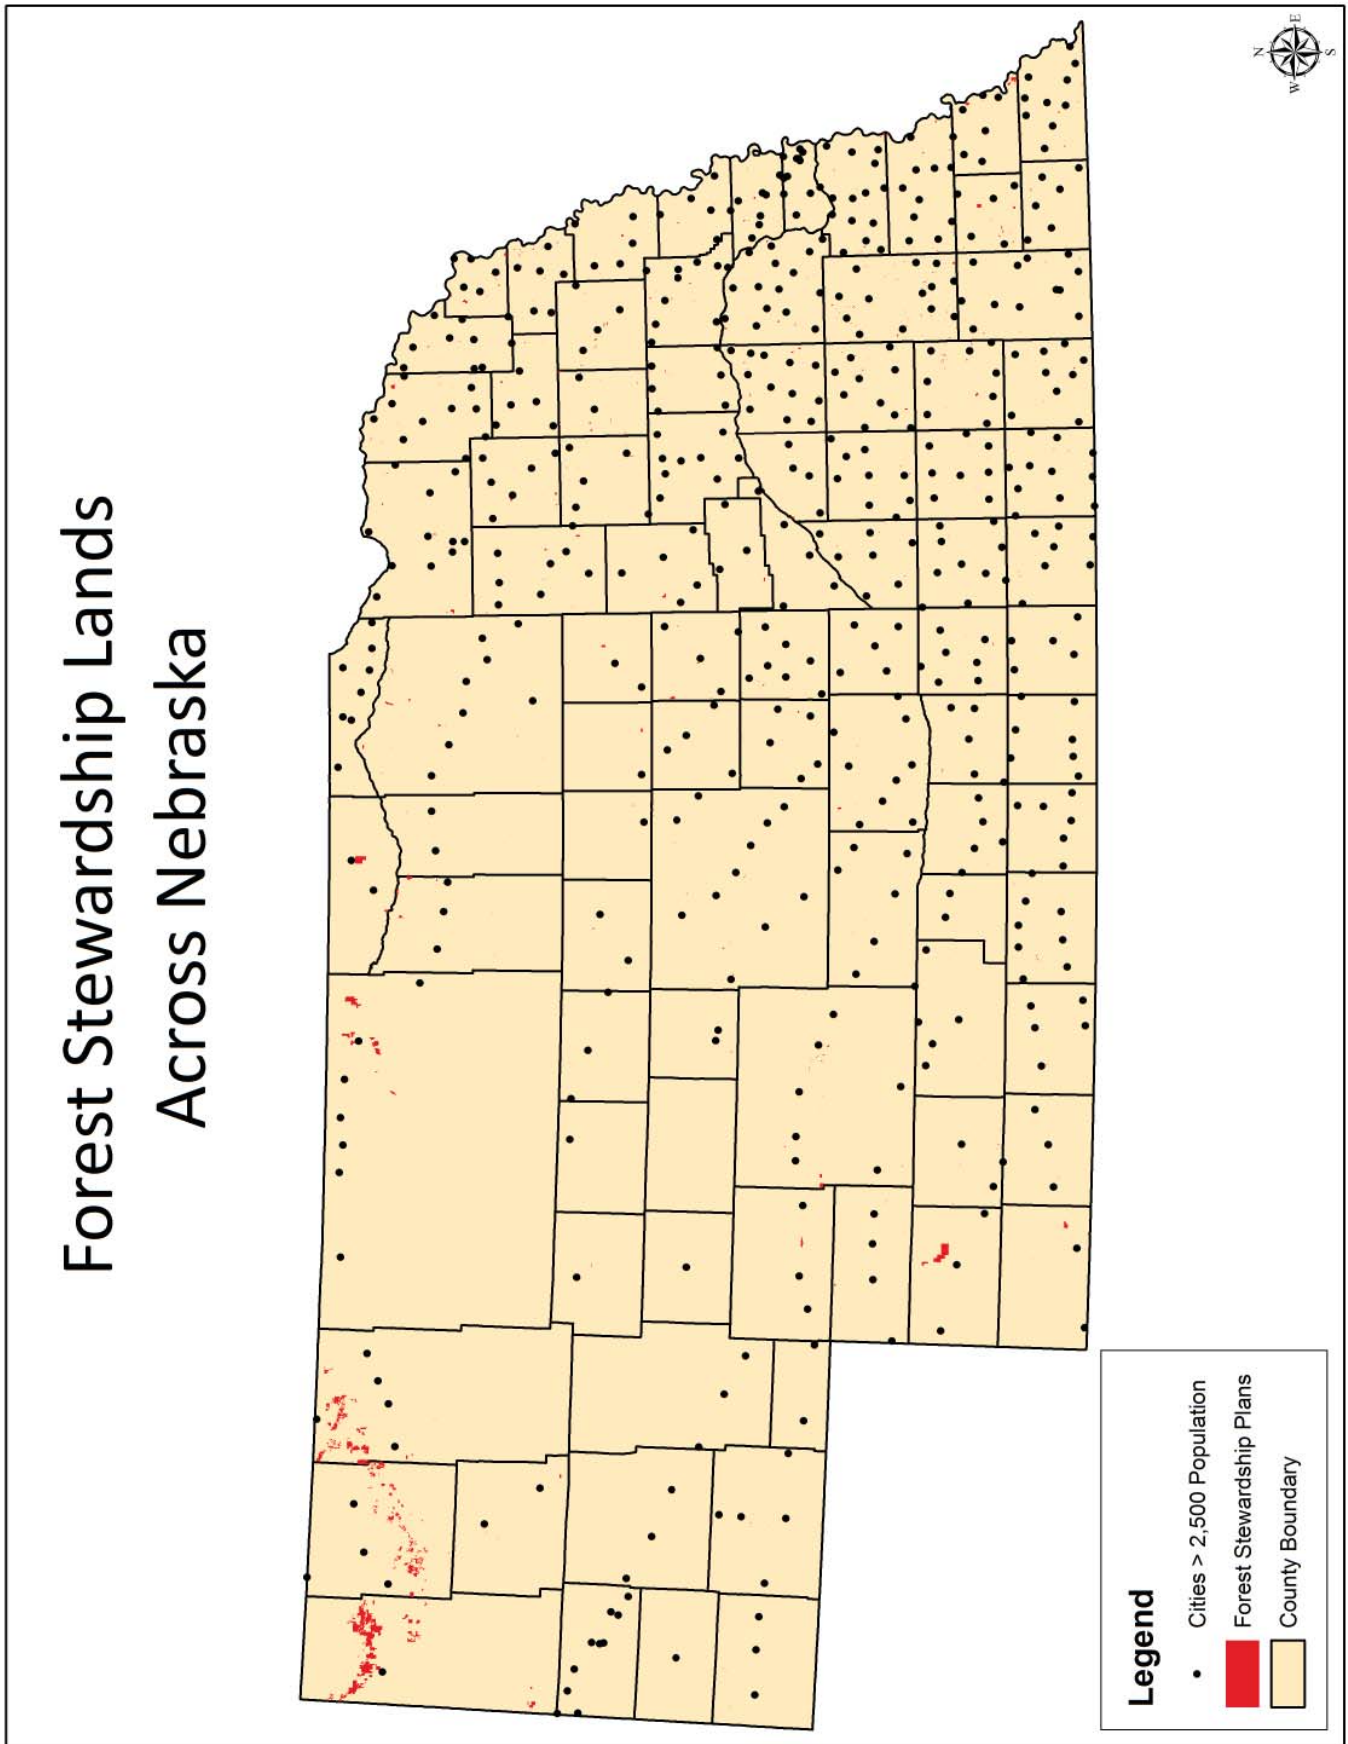 Forest Stewardship Lands
Across Nebraska
N
W
E
S
Legend
Cities > 2,500 Population
Forest Stewardship Plans
County Boundary